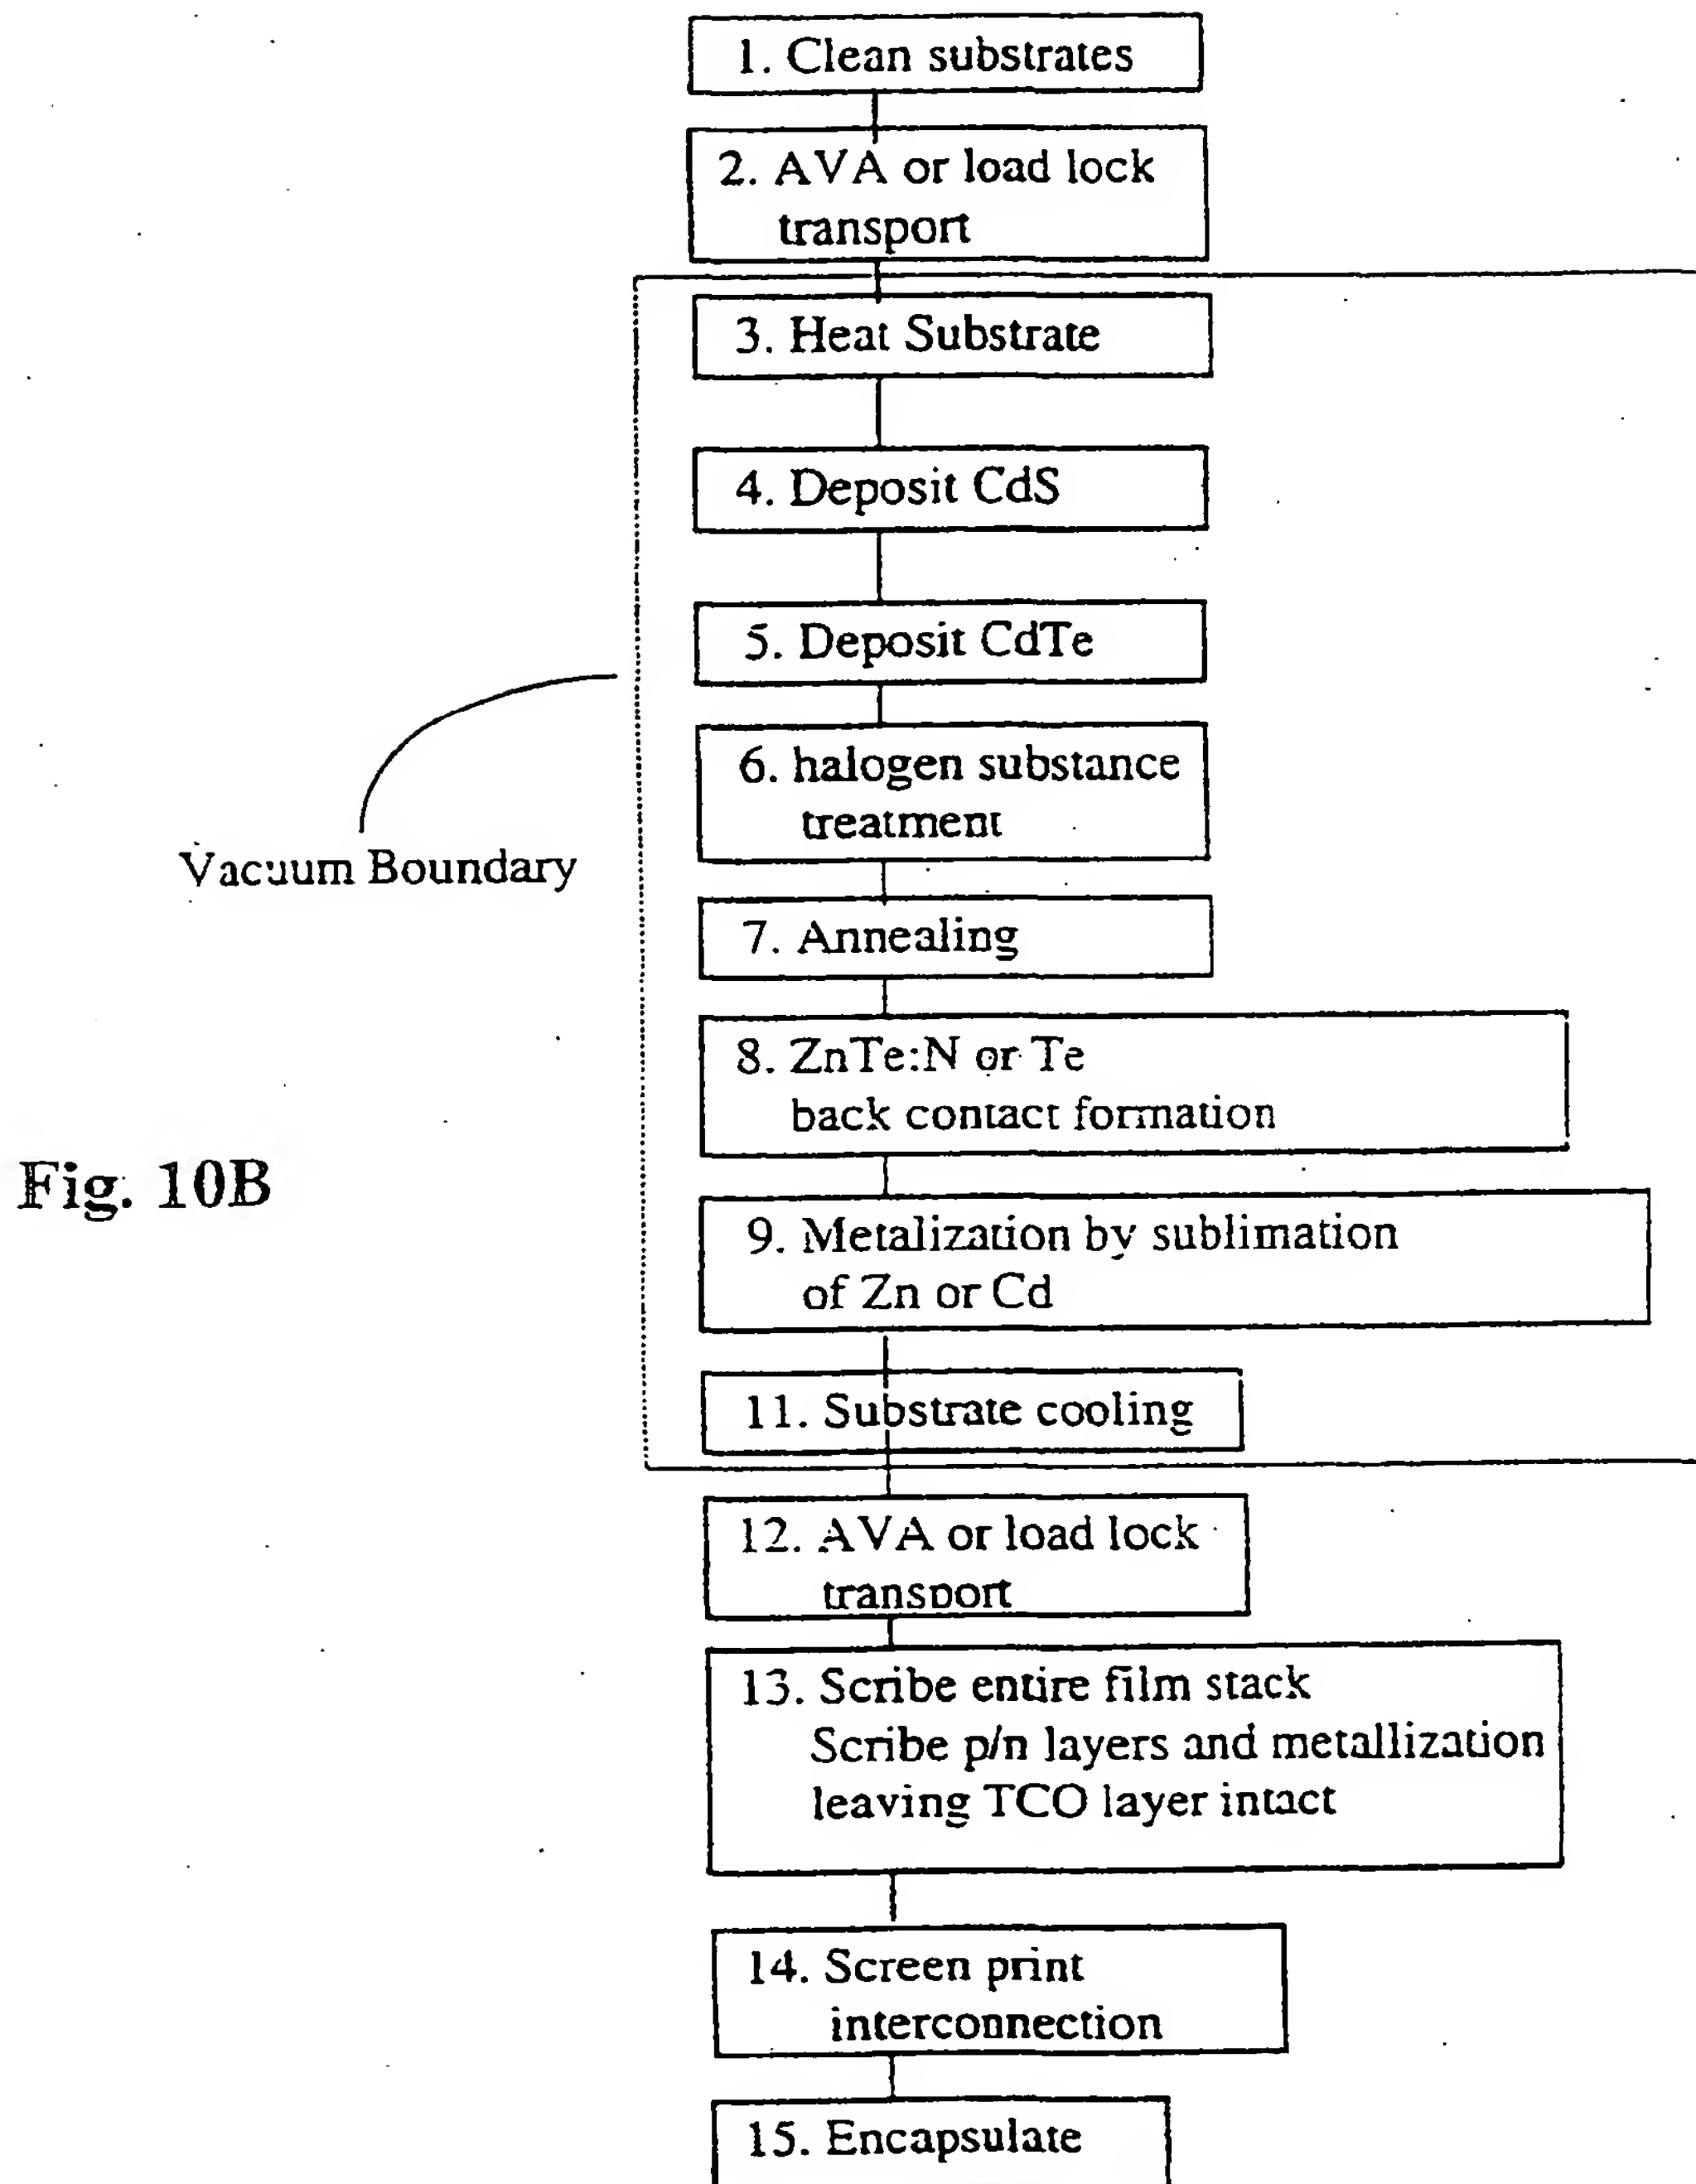 1. Clean substrates
2. AVA or load lock
transport
3. Heat Substrate
4. Deposit CdS
5. Deposit CdTe
6. halogen substance
treatment
Vacuum Boundary
7. Annealing
8. ZnTe:N or Te
back contact formation
Fig. 10B
9. Metalization by sublimation
of Zn or Cd
11. Substrate cooling
12. AVA or load lock
transport
13. Scribe entire film stack
Scribe p/n layers and metallization
leaving TCO layer intact
14. Screen print
interconnection
15. Encapsulate